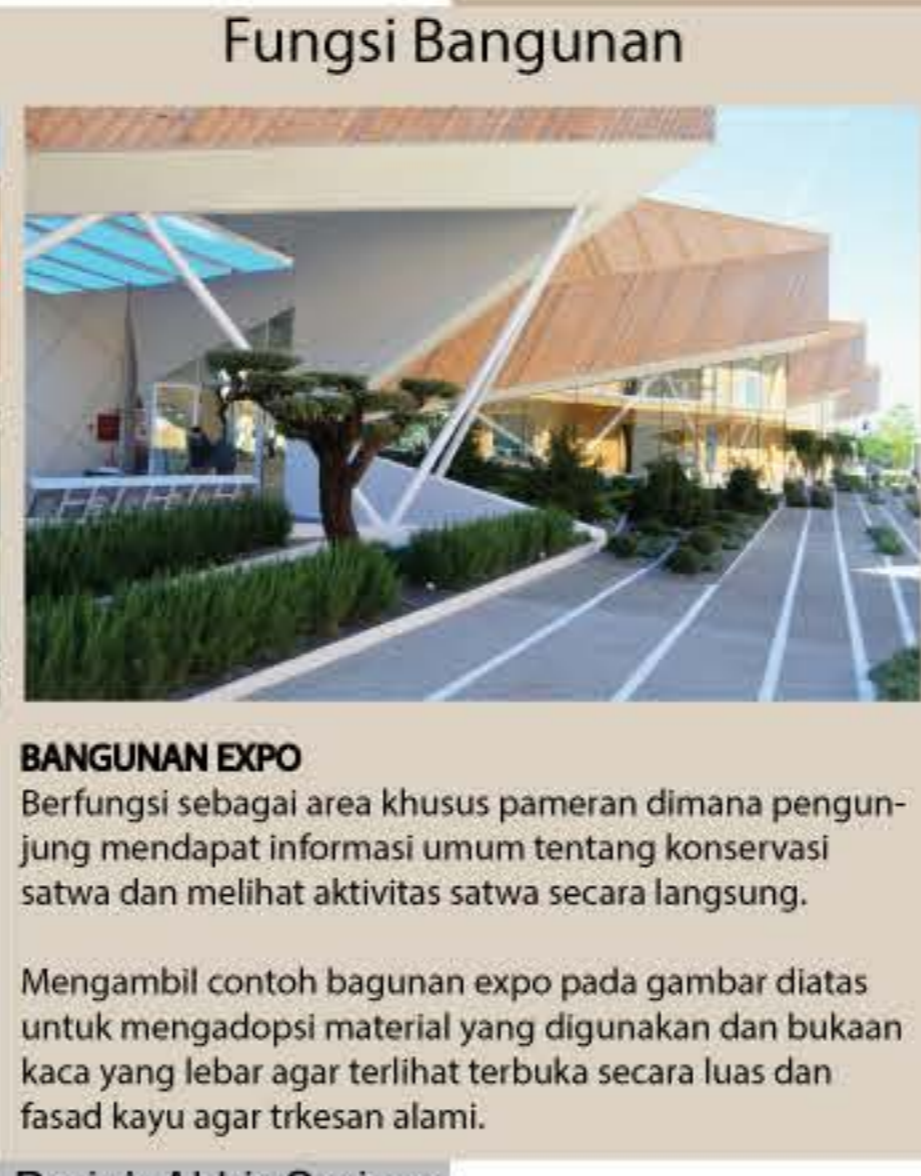 Fungsi Bangunan
BANGUNAN EXPO
Berfungsi sebagai area khusus pameran dimana pengun-
jung mendapat informasi umum tentang konservasi
satwa dan melihat aktivitas satwa secara langsung.
Mengambil contoh bagunan expo pada gambar diatas
untuk mengadopsi material yang digunakan dan bukaan
kaca yang lebar agar terlihat terbuka secara luas dan
fasad kayu agar trkesan alami.